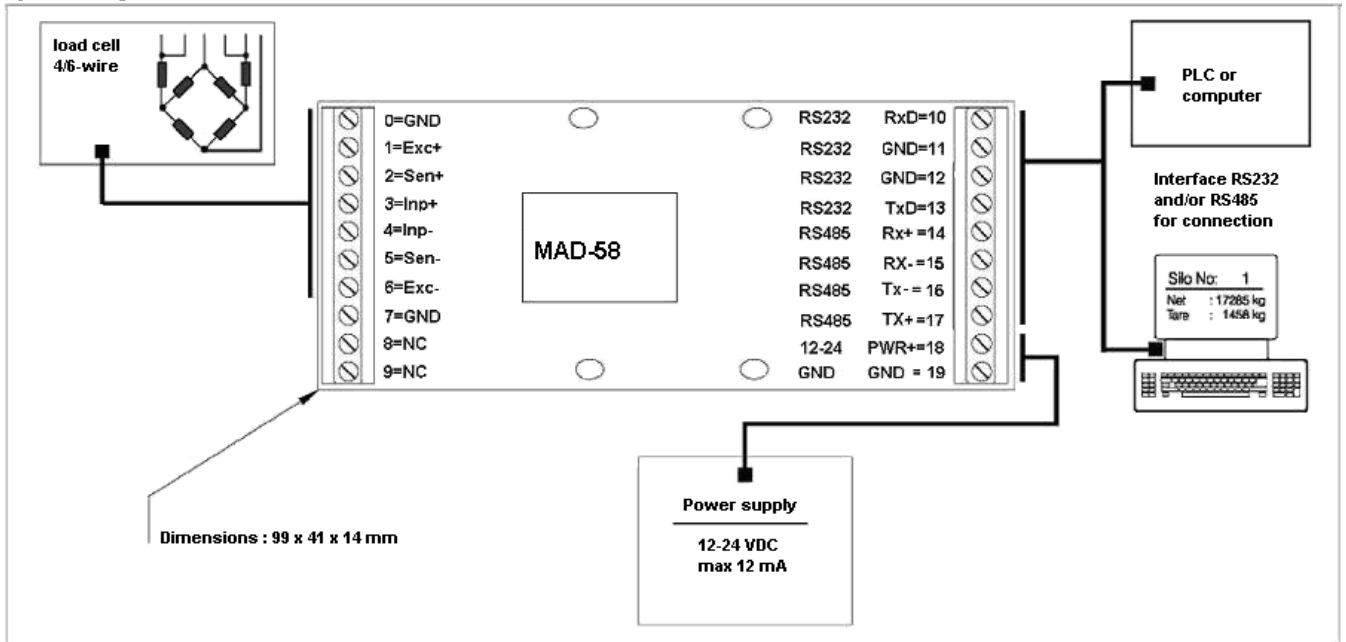 load cell
4/6-wire
0=GND
1=Exc+
2=Sen+
3=Inp+
4=Inp-
5=Sen-
6=Exc-
7=GND
8=NC
9=NC
MAD-58
RS232 RxD=10
RS232 GND=11
RS232 GND=12
RS232 TxD=13
RS485 Rx+ =14
RS485 RX- =15
RS485 Tx- = 16
RS485 TX+ =17
12-24 PWR+=18
GND GND = 19
PLC or
computer
Interface RS232
and/or RS485
for connection
Silo No: 1
Net : 17285 kg
Tare : 1458 kg
Power supply
12-24 VDC
max 12 mA
Dimensions : 99 x 41 x 14 mm